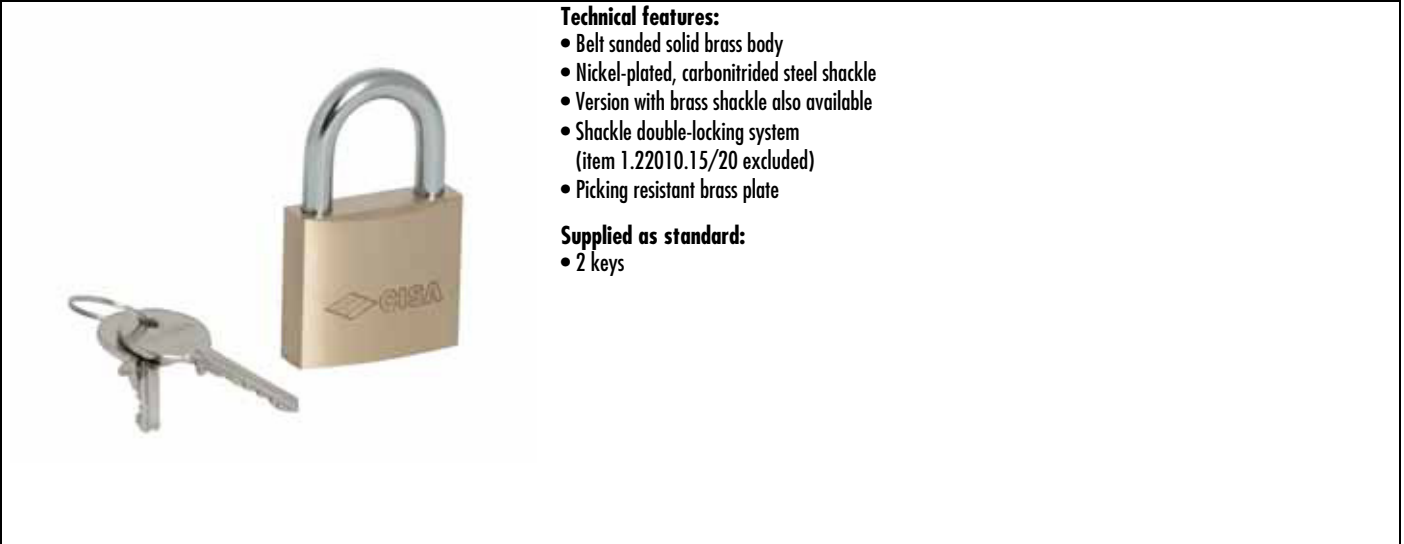 Technical features:
• Belt sanded solid brass body
• Nickel-plated, carbonitrided steel shackle
• Version with brass shackle also available
• Shackle double-locking system
(item 1.22010.15/20 excluded)
• Picking resistant brass plate
Supplied as standard:
• 2 keys
CISA